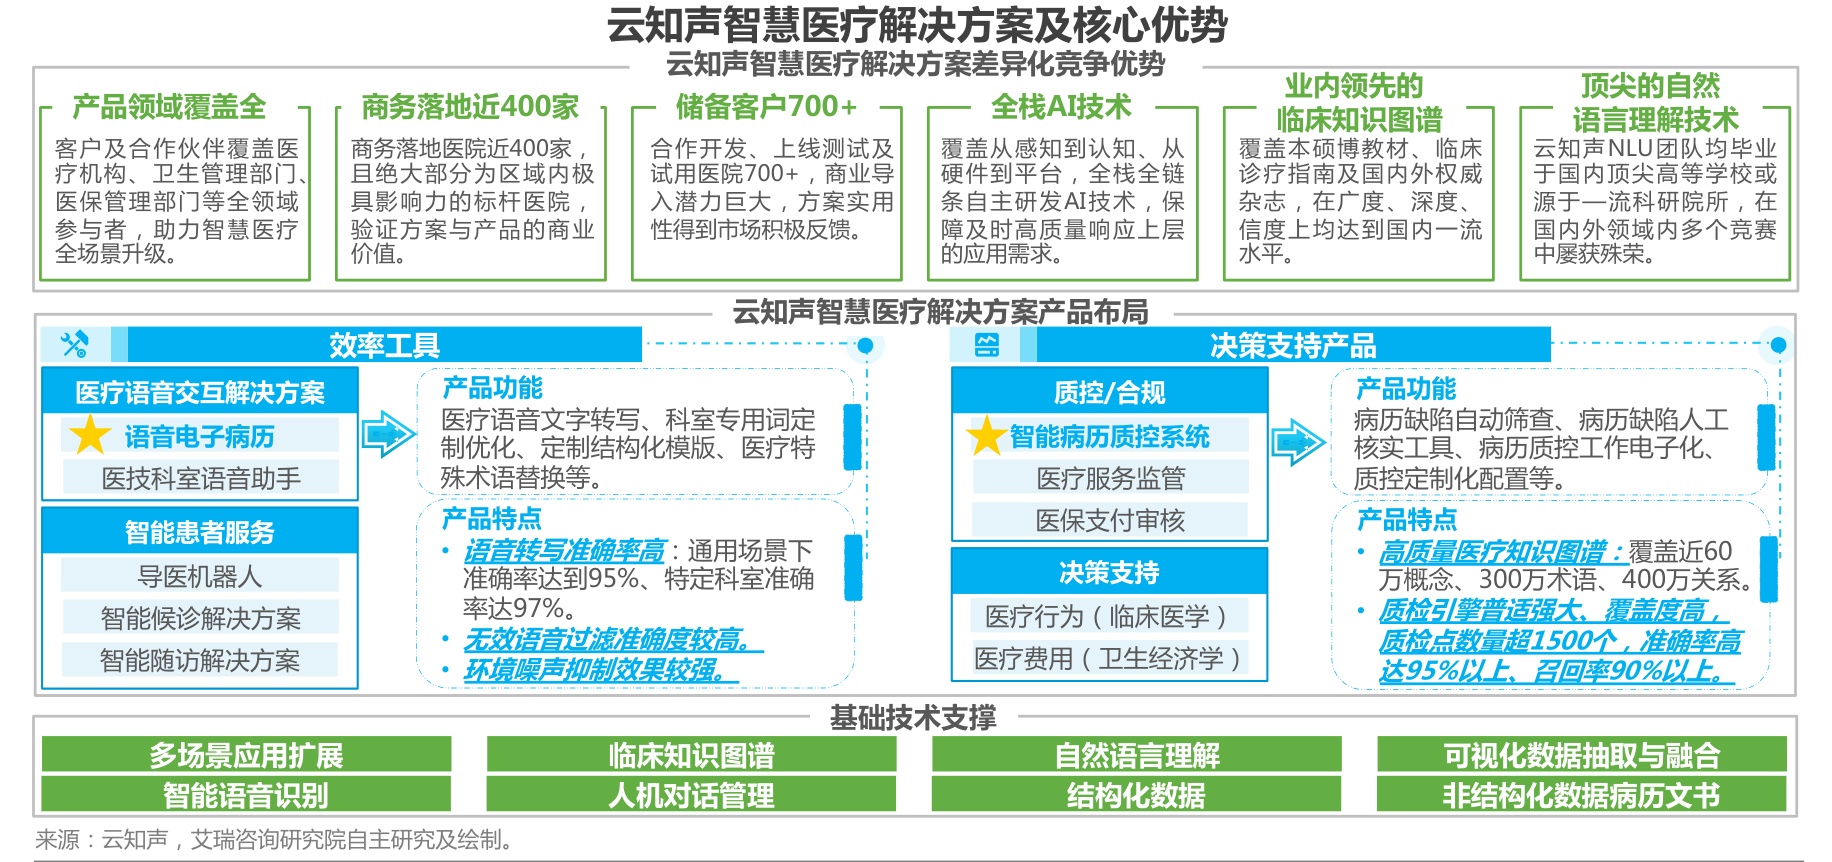 云知声智慧医疗解决方案及核心优势
云知声智慧医疗解决方案差异化竞争优势
产品领域覆盖全
客户及合作伙伴覆盖医
疗机构、卫生管理部门、
医保管理部门等全领域
参与者，助力智慧医疗
全场景升级。
商务落地近400家
商务落地医院近400家，
且绝大部分为区域内极
具影响力的标杆医院，
验证方案与产品的商业
价值。
储备客户700+
合作开发、上线测试及
试用医院700+，商业导
入潜力巨大，方案实用
性得到市场积极反馈。
全栈AI技术
覆盖从感知到认知、从
硬件到平台，全栈全链
条自主研发AI技术，保
障及时高质量响应上层
的应用需求。
业内领先的
临床知识图谱
覆盖本硕博教材、临床
诊疗指南及国内外权威
杂志，在广度、深度、
信度上均达到国内一流
水平。
顶尖的自然
语言理解技术
云知声NLU团队均毕业
于国内顶尖高等学校或
源于—流科研院所，在
国内外领域内多个竞赛
中屡获殊荣。
云知声智慧医疗解决方案产品布局
效率工具
医疗语音交互解决方案
语音电子病历
医技科室语音助手
智能患者服务
导医机器人
智能候诊解决方案
智能随访解决方案
产品功能
医疗语音文字转写、科室专用词定
制优化、定制结构化模版、医疗特
殊术语替换等。
产品特点
• 语音转写准确率高：通用场景下
准确率达到95%、特定科室准确
率达97%。
• 无效语音过滤准确度较高。
• 环境噪声抑制效果较强。
决策支持产品
质控/合规
智能病历质控系统
医疗服务监管
医保支付审核
决策支持
医疗行为（临床医学）
医疗费用（卫生经济学）
产品功能
病历缺陷自动筛查、病历缺陷人工
核实工具、病历质控工作电子化、
质控定制化配置等。
产品特点
• 高质量医疗知识图谱：覆盖近60
万概念、300万术语、400万关系。
• 质检引擎普适强大、覆盖度高，
质检点数量超1500个，准确率高
达95%以上、召回率90%以上。
基础技术支撑
多场景应用扩展
临床知识图谱
自然语言理解
可视化数据抽取与融合
智能语音识别
人机对话管理
结构化数据
非结构化数据病历文书
来源：云知声，艾瑞咨询研究院自主研究及绘制。